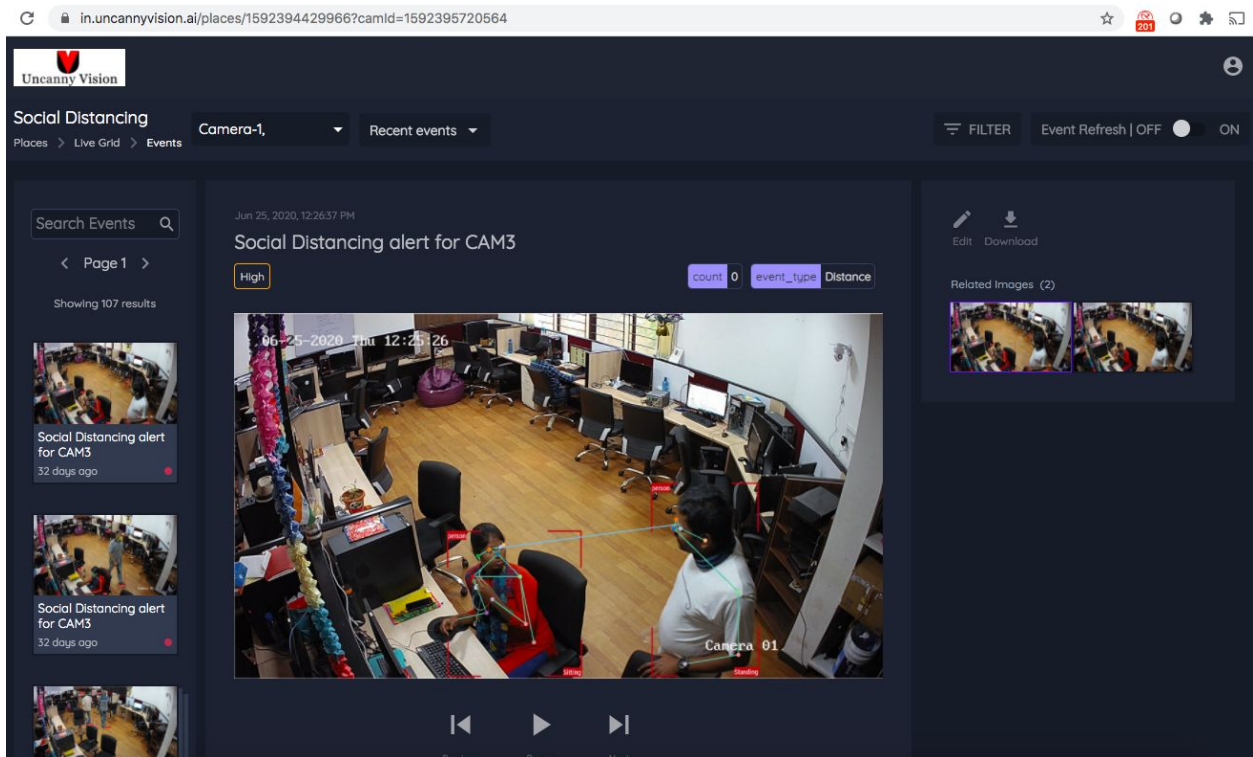 in.uncannyvision.ai/places/1592394429966?camId=1592395720564
201
Uncanny Vision
Social Distancing
Places > Live Grid > Events
Camera-1,
Recent events
FILTER
Event Refresh | OFF
ON
Search Events
< Page 1 >
Showing 107 results
Social Distancing alert
for CAM3
32 days ago
Social Distancing alert
for CAM3
32 days ago
Jun 25, 2020, 12:26:37 PM
Social Distancing alert for CAM3
High
count 0
event_type Distance
06-25-2020 Thu 12:25:26
person
person
Camera 01
Sitting
Standing
Edit Download
Related Images (2)